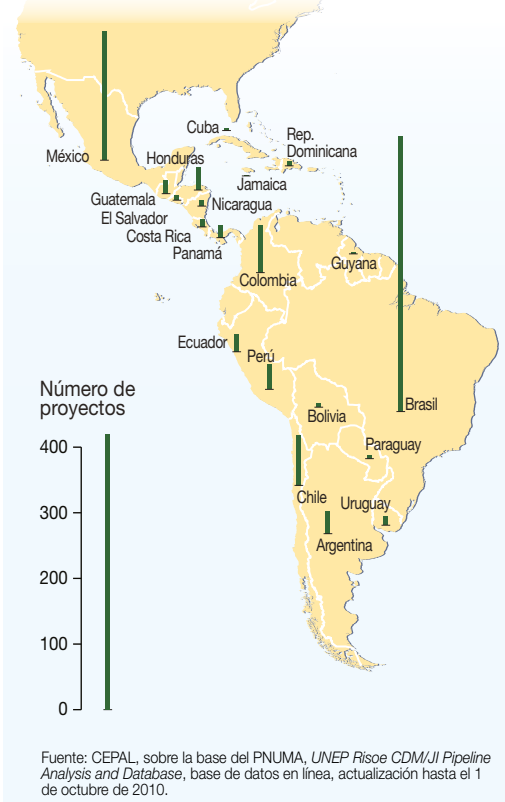 Cuba
Rep.
Dominicana
México
Honduras
Jamaica
Guatemala
Nicaragua
El Salvador
Costa Rica
Panamá
Guyana
Colombia
Ecuador
Perú
Número de
proyectos
Brasil
Bolivia
400
Paraguay
Chile
Uruguay
300
Argentina
200
100
0
Fuente: CEPAL, sobre la base del PNUMA, UNEP Risoe CDM/JI Pipeline
Analysis and Database, base de datos en línea, actualización hasta el 1
de octubre de 2010.